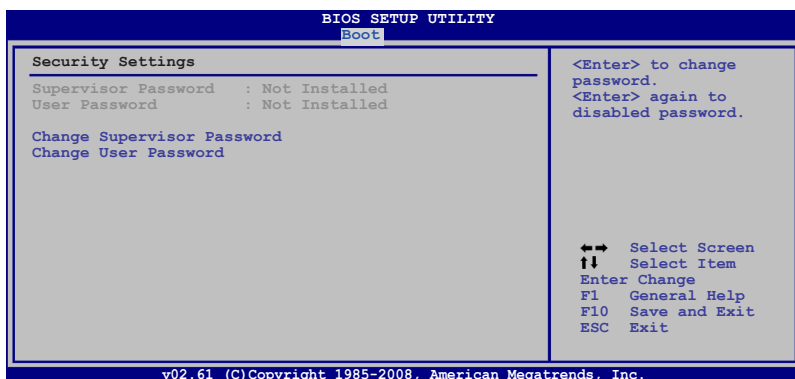 BIOS SETUP UTILITY
Boot
Security Settings
Supervisor Password : Not Installed
User Password : Not Installed
Change Supervisor Password
Change User Password
<Enter> to change
password.
<Enter> again to
disabled password.
←→ Select Screen
↑↓ Select Item
Enter Change
F1 General Help
F10 Save and Exit
ESC Exit
v02.61 (C)Copyright 1985-2008, American Megatrends, Inc.